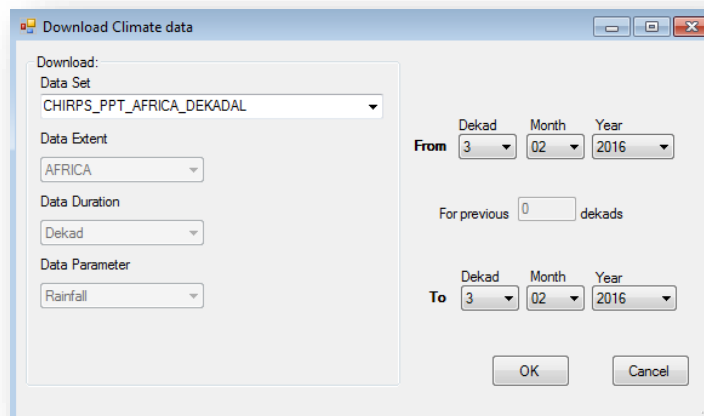 Download Climate data
Download:
Data Set
CHIRPS_PPT_AFRICA_DEKADAL
Data Extent
AFRICA
Data Duration
Dekad
Data Parameter
Rainfall
Dekad Month Year
From 3 02 2016
For previous 0 dekads
Dekad Month Year
To 3 02 2016
OK Cancel